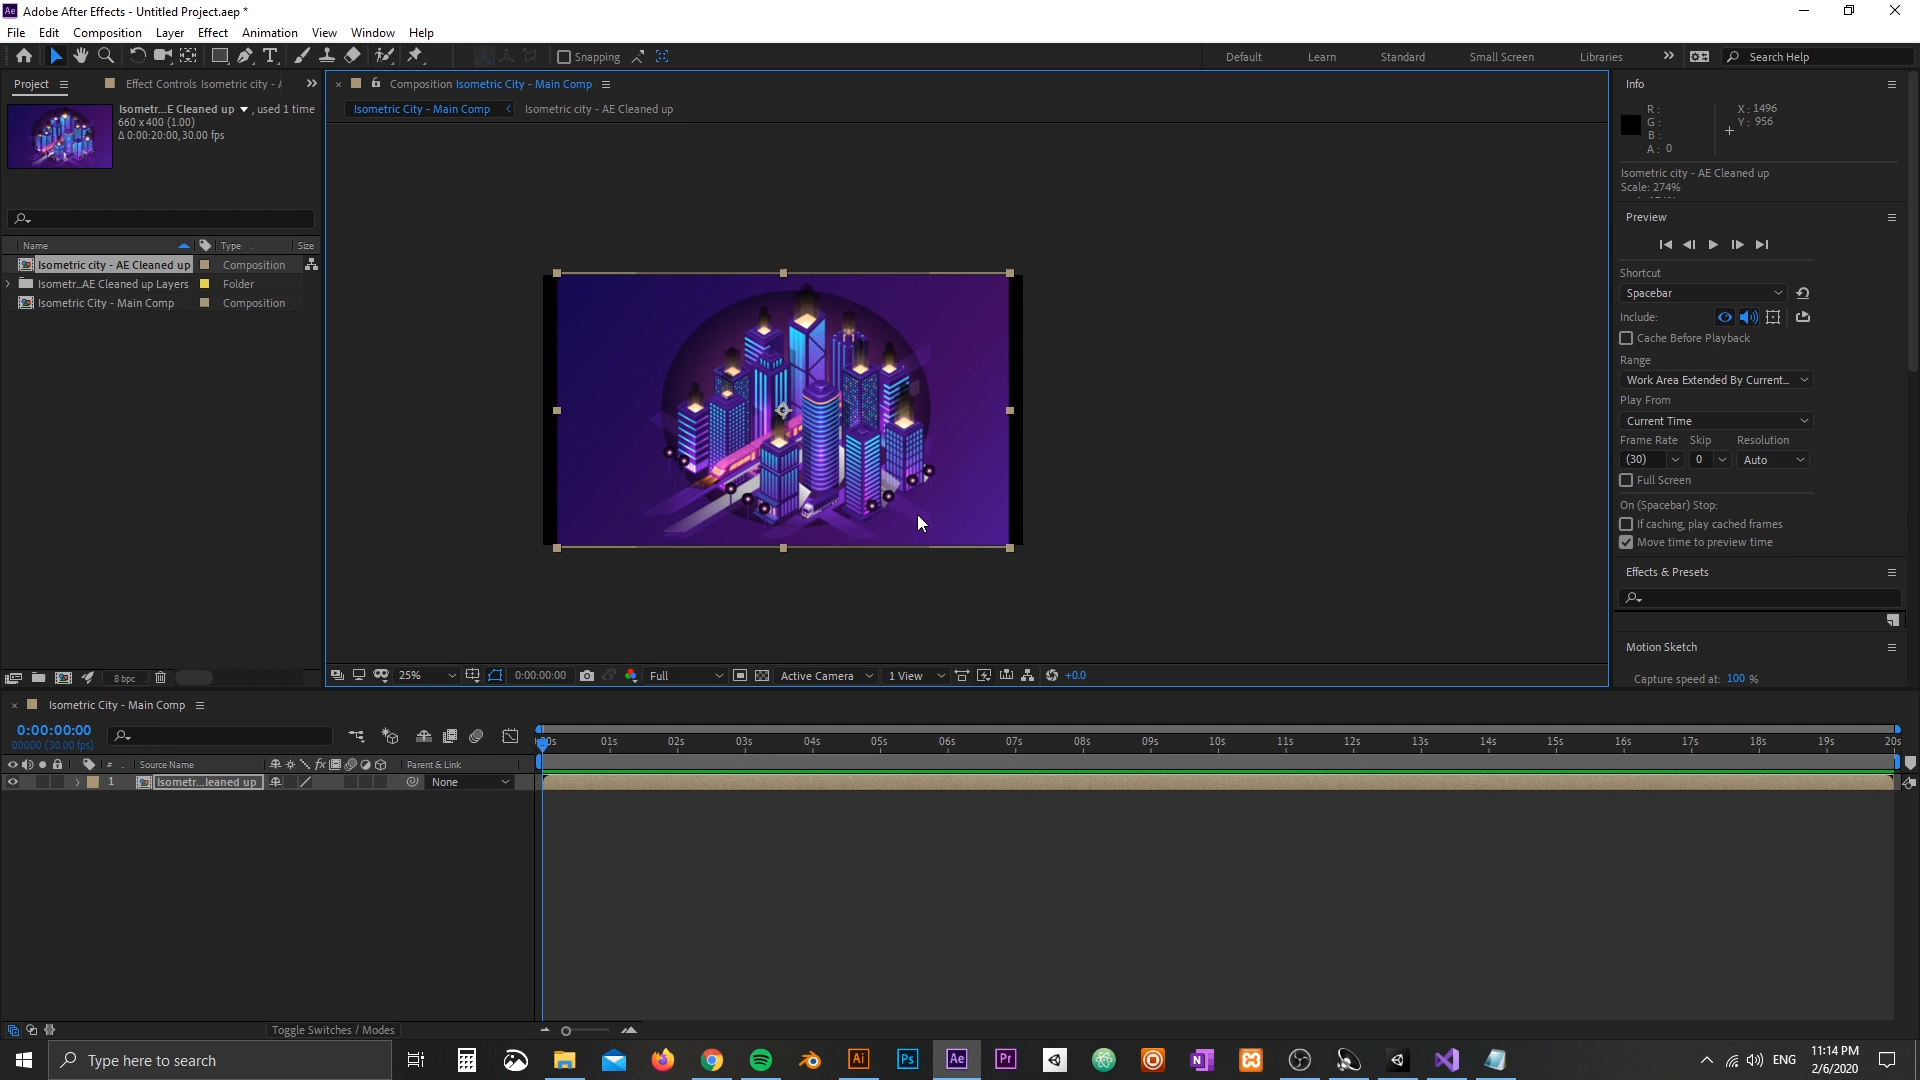 Adobe After Effects - Untitled Project.aep *
File Edit Composition Layer Effect Animation View Window Help
Snapping
Default Learn Standard Small Screen Libraries
Search Help
Project
Effect Controls Isometric city - A
Isometr...E Cleaned up , used 1 time
660 x 400 (1.00)
Δ 0:00:20:00, 30.00 fps
Name Type Size
Isometric city - AE Cleaned up Composition
Isometr...AE Cleaned up Layers Folder
Isometric City - Main Comp Composition
8 bpc
Composition Isometric City - Main Comp
Isometric City - Main Comp Isometric city - AE Cleaned up
25% 0:00:00:00 Full Active Camera 1 View +0.0
Info
R: X: 1496
G: Y: 956
B:
A: 0
Isometric city - AE Cleaned up
Scale: 274%
Preview
Shortcut
Spacebar
Include:
Cache Before Playback
Range
Work Area Extended By Current...
Play From
Current Time
Frame Rate Skip Resolution
(30) 0 Auto
Full Screen
On (Spacebar) Stop:
If caching, play cached frames
Move time to preview time
Effects & Presets
Motion Sketch
Capture speed at: 100 %
Isometric City - Main Comp
0:00:00:00
00000 (30.00 fps)
01s 02s 03s 04s 05s 06s 07s 08s 09s 10s 11s 12s 13s 14s 15s 16s 17s 18s 19s 20s
# Source Name fx Parent & Link
1 Isometr...leaned up None
Toggle Switches / Modes
Type here to search
Ai Ps Ae Pr
ENG
11:14 PM
2/6/2020